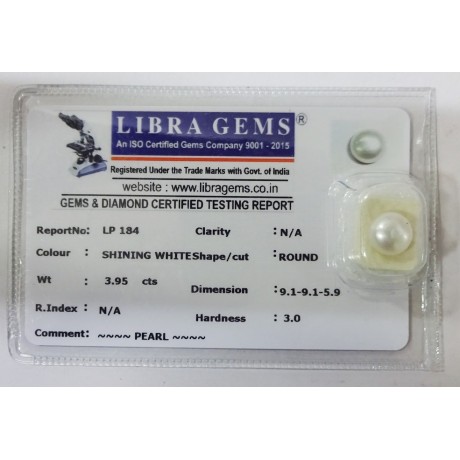 LIBRA GEMS ®
An ISO Certified Gems Company 9001 - 2015
Registered Under the Trade Marks with Govt. of India
website : www.libragems.co.in
GEMS & DIAMOND CERTIFIED TESTING REPORT
ReportNo: LP 184 Clarity : N/A
Colour : SHINING WHITE Shape/cut : ROUND
Wt : 3.95 cts
Dimension : 9.1-9.1-5.9
R.Index : N/A
Hardness : 3.0
Comment: ~~~~ PEARL ~~~~